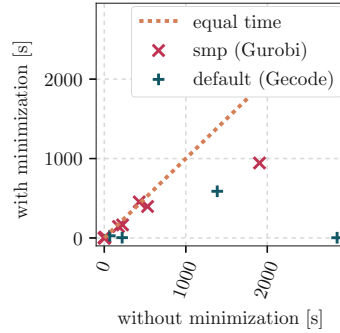 equal time
smp (Gurobi)
default (Gecode)
with minimization [s]
2000
1000
0
0
1000
2000
without minimization [s]